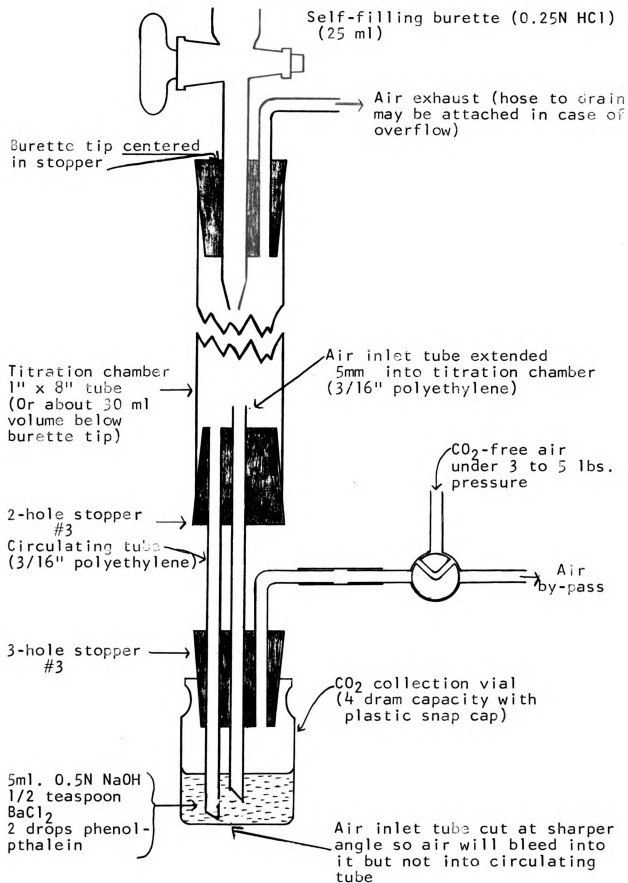 Self-filling burette (0.25N HCl)
(25 ml)
Air exhaust (hose to drain
may be attached in case of
overflow)
Burette tip centered
in stopper
Air inlet tube extended
5mm into titration chamber
(3/16" polyethylene)
Titration chamber
1" x 8" tube
(Or about 30 ml
volume below
burette tip)
CO2-free air
under 3 to 5 lbs.
pressure
2-hole stopper
#3
Circulating tube
(3/16" polyethylene)
Air
by-pass
3-hole stopper
#3
CO2 collection vial
(4 dram capacity with
plastic snap cap)
5ml. 0.5N NaOH
1/2 teaspoon
BaCl2
2 drops phenol-
pthalein
Air inlet tube cut at sharper
angle so air will bleed into
it but not into circulating
tube